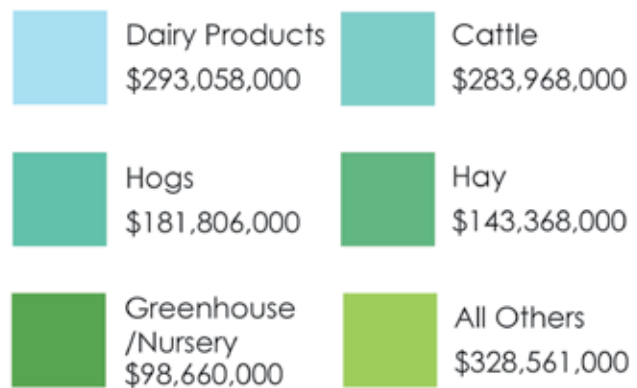 Dairy Products
$293,058,000
Cattle
$283,968,000
Hogs
$181,806,000
Hay
$143,368,000
Greenhouse
/Nursery
$98,660,000
All Others
$328,561,000